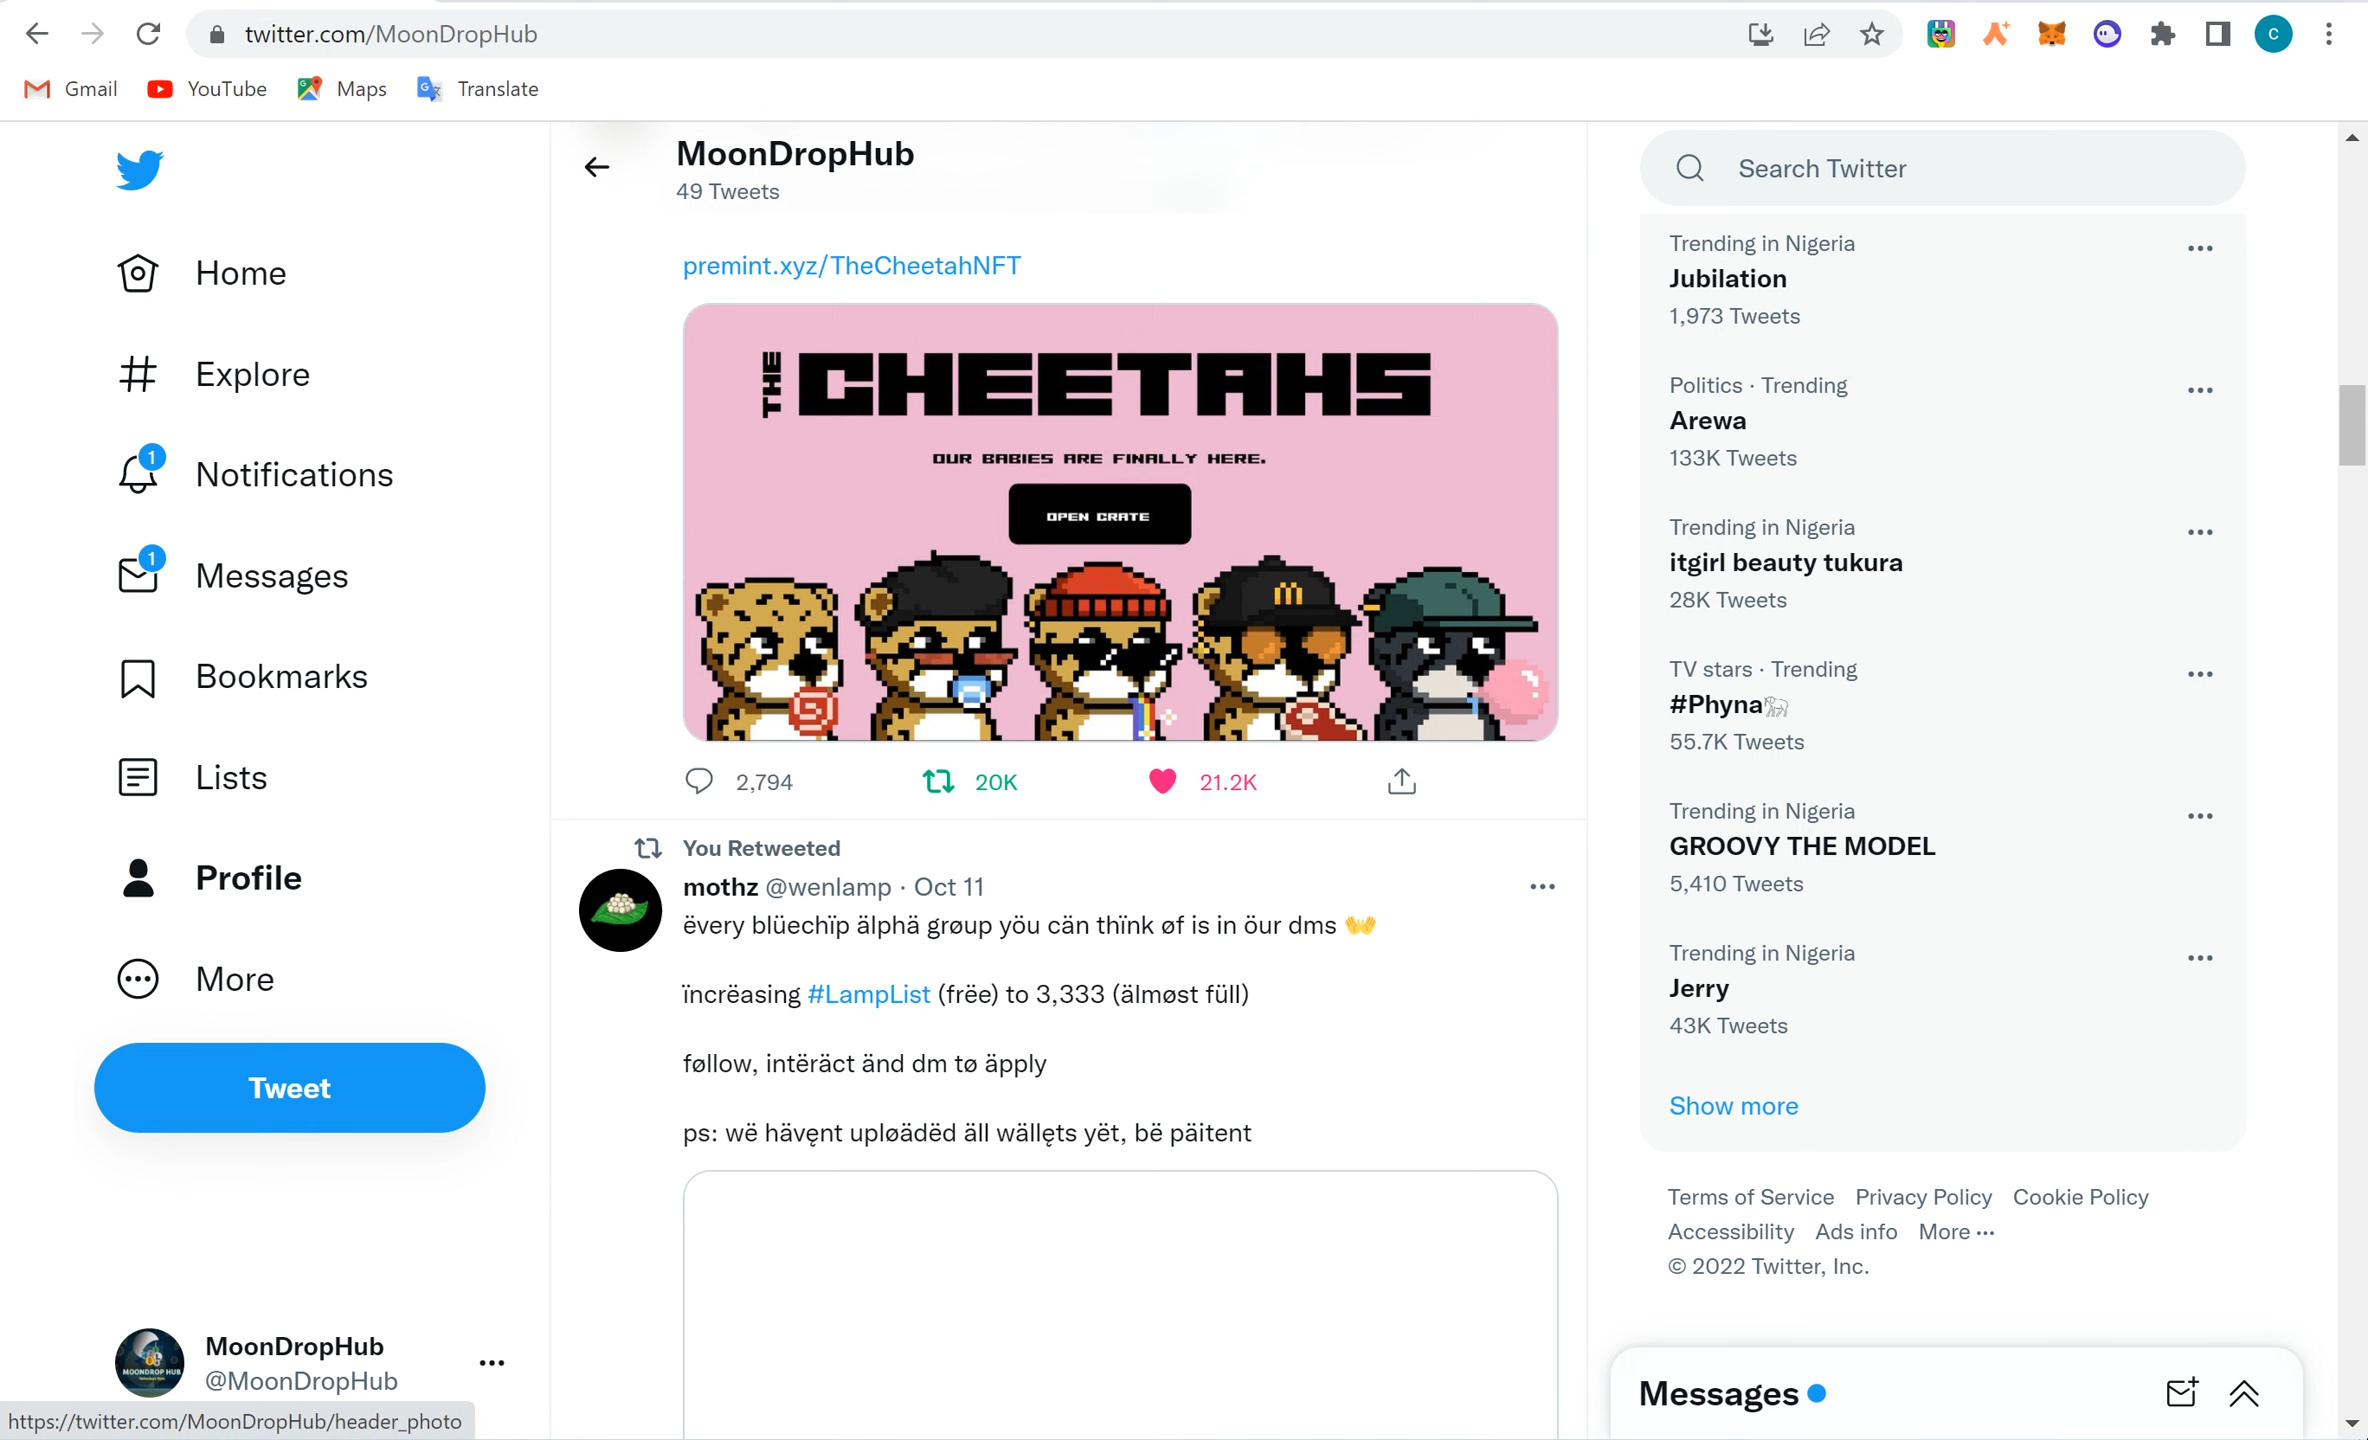 twitter.com/MoonDropHub
C
Gmail
YouTube
Maps
Translate
Home
Explore
1
Notifications
1
Messages
Bookmarks
Lists
Profile
More
Tweet
MoonDropHub
@MoonDropHub
https://twitter.com/MoonDropHub/header_photo
MoonDropHub
49 Tweets
premint.xyz/TheCheetahNFT
THE CHEETAHS
OUR BABIES ARE FINALLY HERE.
OPEN CRATE
2,794
20K
21.2K
You Retweeted
mothz @wenlamp · Oct 11
ëvery blüechïp älphä grøup yöu cän thïnk øf is in öur dms 👐
ïncrëasing #LampList (frëe) to 3,333 (älmøst füll)
føllow, intëräct änd dm tø äpply
ps: wë hävęnt upløädëd äll wällęts yët, bë päitent
Search Twitter
Trending in Nigeria
Jubilation
1,973 Tweets
Politics · Trending
Arewa
133K Tweets
Trending in Nigeria
itgirl beauty tukura
28K Tweets
TV stars · Trending
#Phyna
55.7K Tweets
Trending in Nigeria
GROOVY THE MODEL
5,410 Tweets
Trending in Nigeria
Jerry
43K Tweets
Show more
Terms of Service Privacy Policy Cookie Policy
Accessibility Ads info More ···
© 2022 Twitter, Inc.
Messages